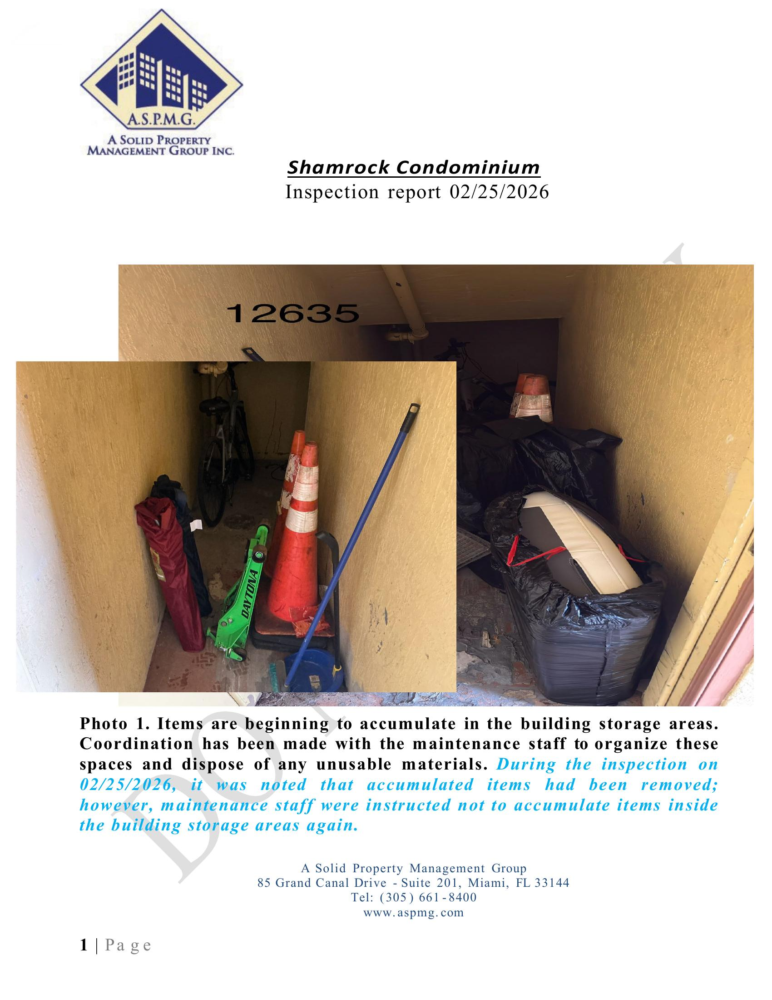 A.S.P.M.G.
A SOLID PROPERTY
MANAGEMENT GROUP INC.
Shamrock Condominium
Inspection report 02/25/2026
12635
DAYTONA
Photo 1. Items are beginning to accumulate in the building storage areas.
Coordination has been made with the maintenance staff to organize these
spaces and dispose of any unusable materials. During the inspection on
02/25/2026, it was noted that accumulated items had been removed;
however, maintenance staff were instructed not to accumulate items inside
the building storage areas again.
A Solid Property Management Group
85 Grand Canal Drive - Suite 201, Miami, FL 33144
Tel: (305) 661-8400
www.aspmg.com
1 | Page